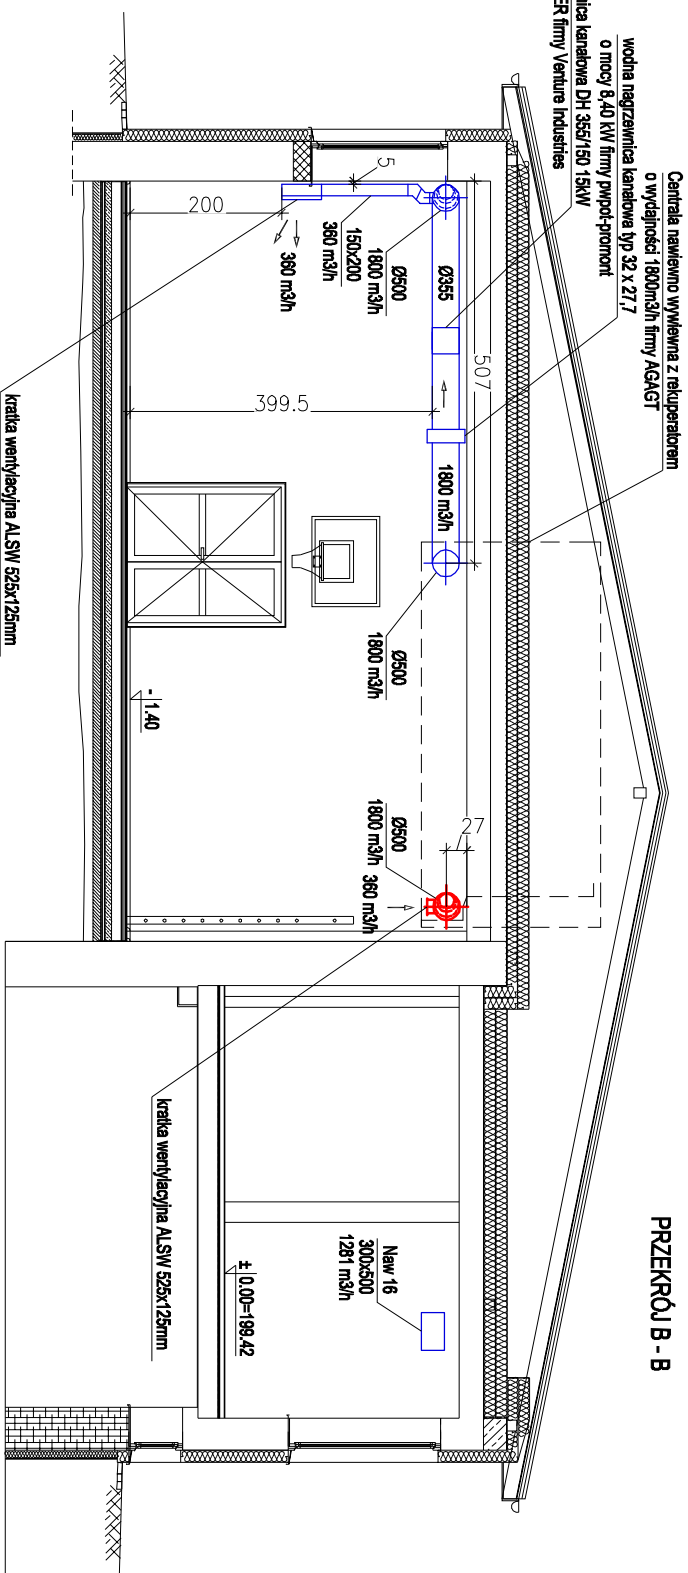 PRZEKRÓJ B - B
Centrala nawiewno wywiewna z rekuperatorem
o wydajności 1800m3/h firmy AGAGT
wodna nagrzewnica kanałowa typ 32 x 27.7
o mocy 8,40 kW firmy pwpot-promont
nica kanałowa DH 355/150 15kW
ER firmy Venture Industries
5
200
Ø355
507
399.5
1800 m3/h
Ø500
1800 m3/h
150x200
360 m3/h
360 m3/h
Ø500
1800 m3/h
- 1.40
27
Ø500
1800 m3/h
360 m3/h
kratka wentylacyjna ALSW 525x125mm
kratka wentylacyjna ALSW 525x125mm
Naw 16
300x500
1281 m3/h
± 0.00=199.42